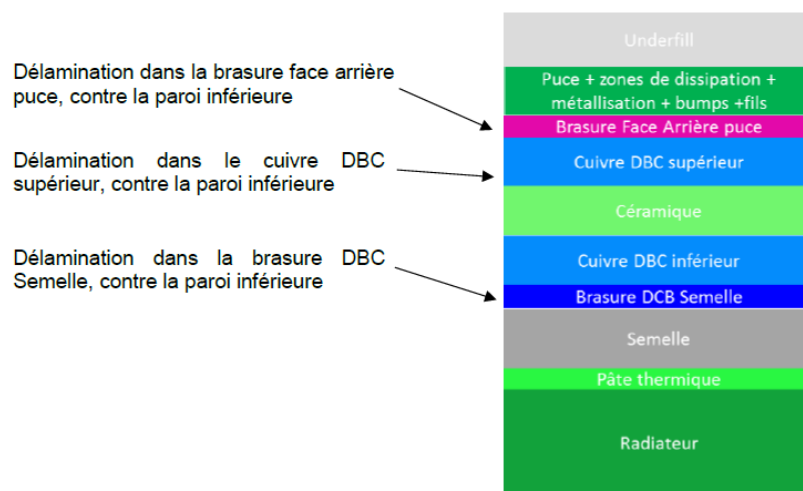 Délamination dans la brasure face arrière
puce, contre la paroi inférieure
Délamination dans le cuivre DBC
supérieur, contre la paroi inférieure
Délamination dans la brasure DBC
Semelle, contre la paroi inférieure
Underfill
Puce + zones de dissipation +
métallisation + bumps +fils
Brasure Face Arrière puce
Cuivre DBC supérieur
Céramique
Cuivre DBC inférieur
Brasure DCB Semelle
Semelle
Pâte thermique
Radiateur